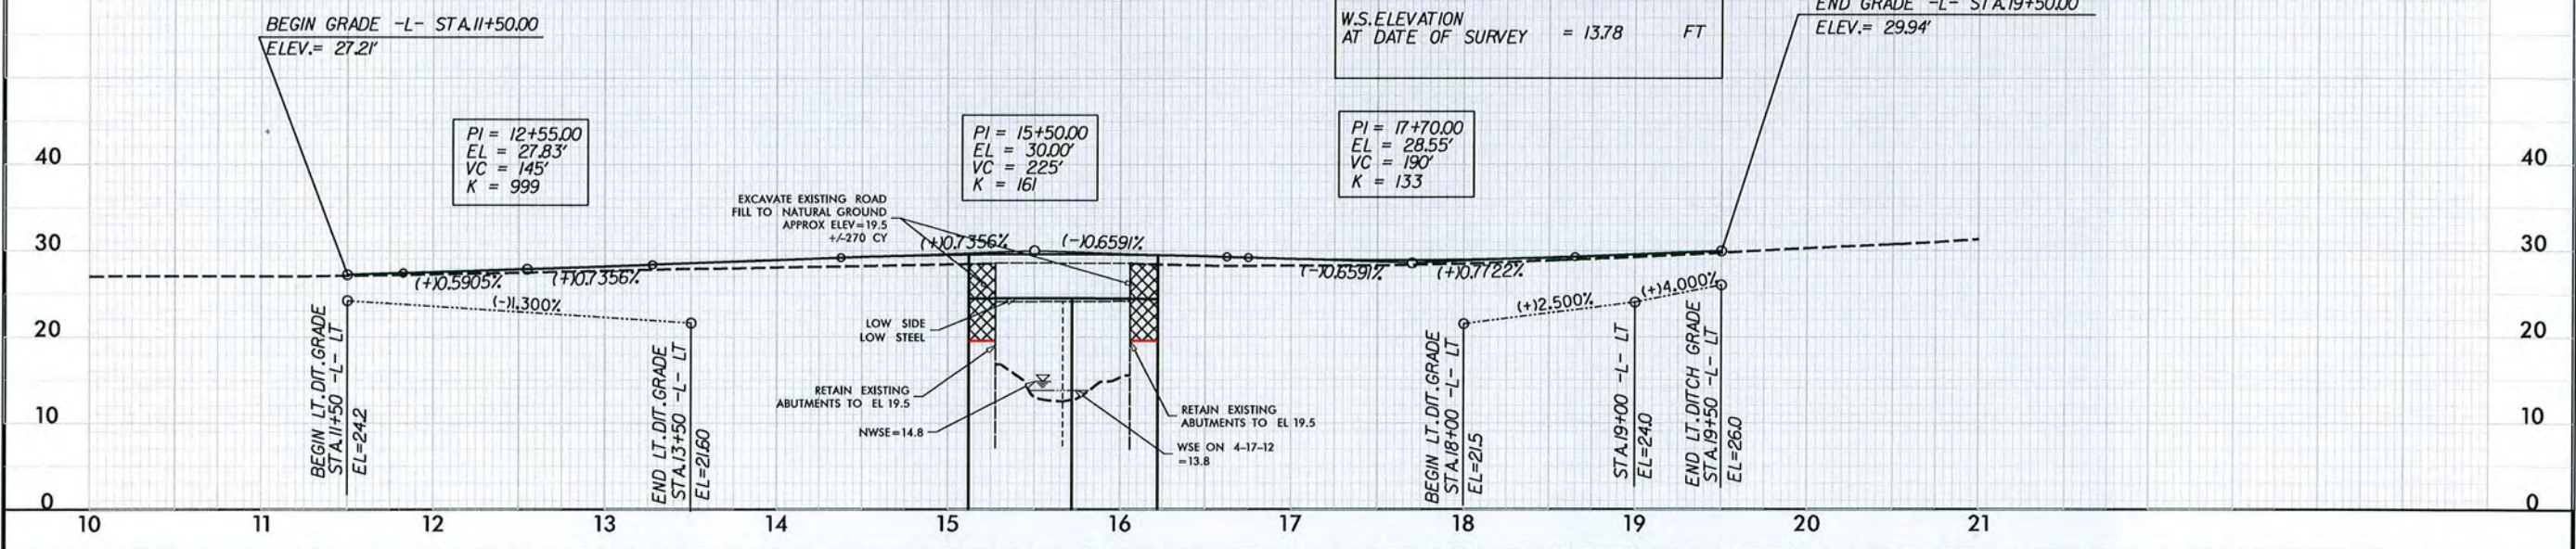 BEGIN GRADE -L- STA.11+50.00
ELEV.= 27.21'
W.S.ELEVATION
AT DATE OF SURVEY = 13.78 FT
END GRADE -L- STA.19+50.00
ELEV.= 29.94'
PI = 12+55.00
EL = 27.83'
VC = 145'
K = 999
PI = 15+50.00
EL = 30.00'
VC = 225'
K = 161
PI = 17+70.00
EL = 28.55'
VC = 190'
K = 133
EXCAVATE EXISTING ROAD
FILL TO NATURAL GROUND
APPROX ELEV=19.5
+/-270 CY
40
40
30
30
20
20
10
10
0
0
(+)0.5905%
(+)0.7356%
(+)0.7356%
(-)0.6591%
(-)0.6591%
(+)0.7722%
(-)1.300%
(+)2.500%
(+)4.000%
BEGIN LT.DIT.GRADE
STA.11+50 -L- LT
EL=24.2
END LT.DIT.GRADE
STA.13+50 -L- LT
EL=21.60
LOW SIDE
LOW STEEL
RETAIN EXISTING
ABUTMENTS TO EL 19.5
NWSE=14.8
RETAIN EXISTING
ABUTMENTS TO EL 19.5
WSE ON 4-17-12
=13.8
BEGIN LT.DIT.GRADE
STA.18+00 -L- LT
EL=21.5
STA.19+00 -L- LT
EL=24.0
END LT.DITCH GRADE
STA.19+50 -L- LT
EL=26.0
10 11 12 13 14 15 16 17 18 19 20 21